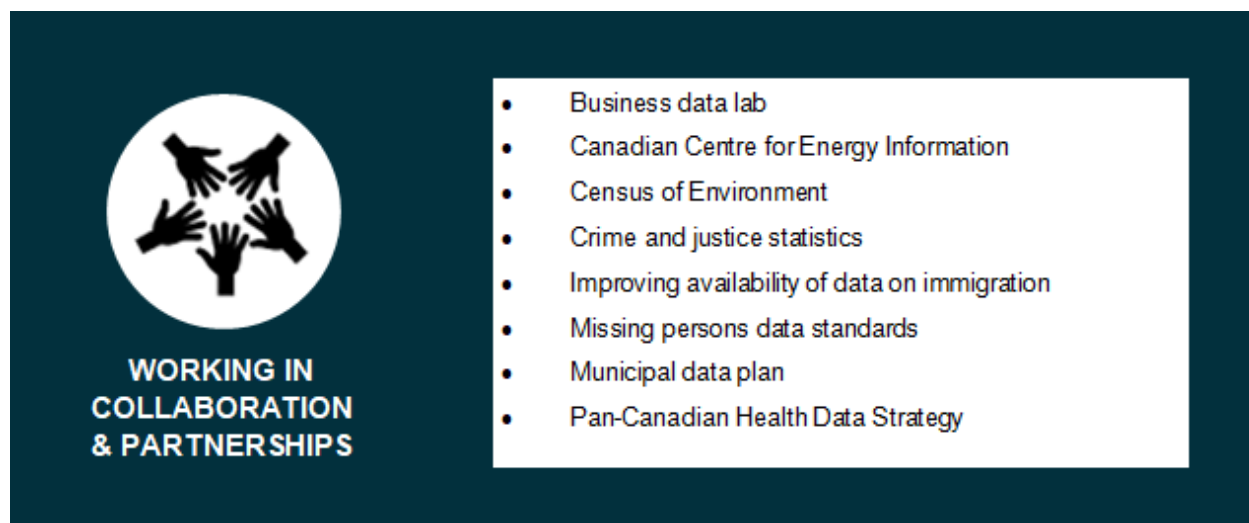 WORKING IN
COLLABORATION
& PARTNERSHIPS
• Business data lab
• Canadian Centre for Energy Information
• Census of Environment
• Crime and justice statistics
• Improving availability of data on immigration
• Missing persons data standards
• Municipal data plan
• Pan-Canadian Health Data Strategy